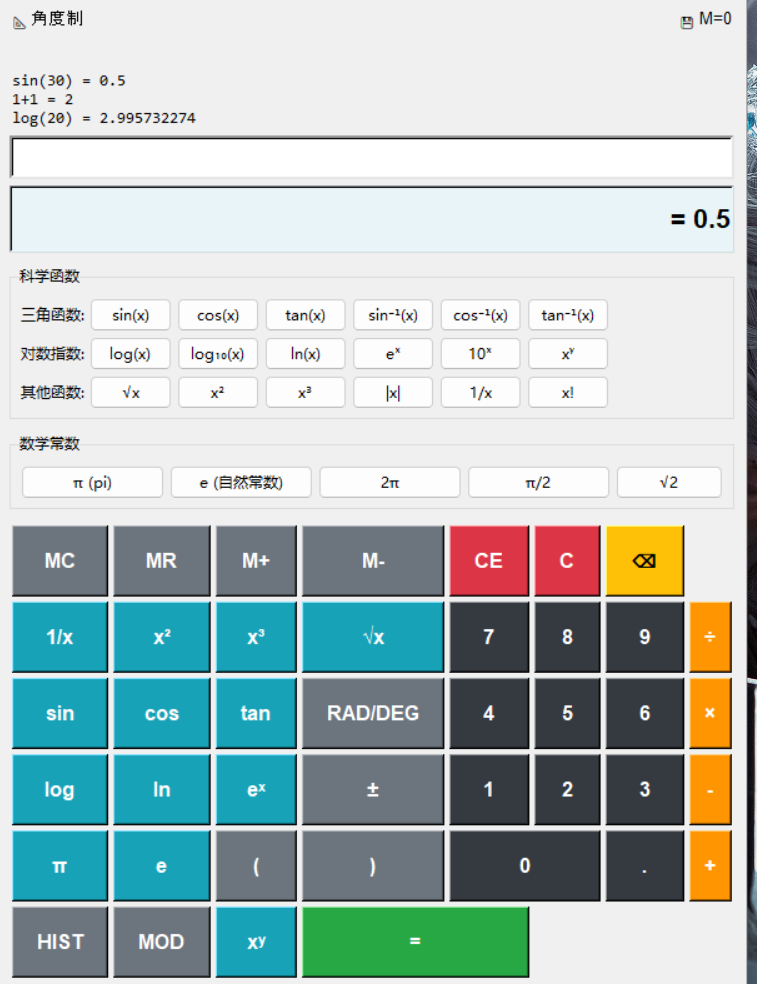 角度制 M=0
sin(30) = 0.5
1+1 = 2
log(20) = 2.995732274
= 0.5
科学函数
三角函数: sin(x) cos(x) tan(x) sin⁻¹(x) cos⁻¹(x) tan⁻¹(x)
对数指数: log(x) log₁₀(x) ln(x) eˣ 10ˣ xʸ
其他函数: √x x² x³ |x| 1/x x!
数学常数
π (pi) e (自然常数) 2π π/2 √2
MC MR M+ M- CE C ⌫
1/x x² x³ √x 7 8 9 ÷
sin cos tan RAD/DEG 4 5 6 ×
log ln eˣ ± 1 2 3 -
π e ( ) 0 . +
HIST MOD xʸ =